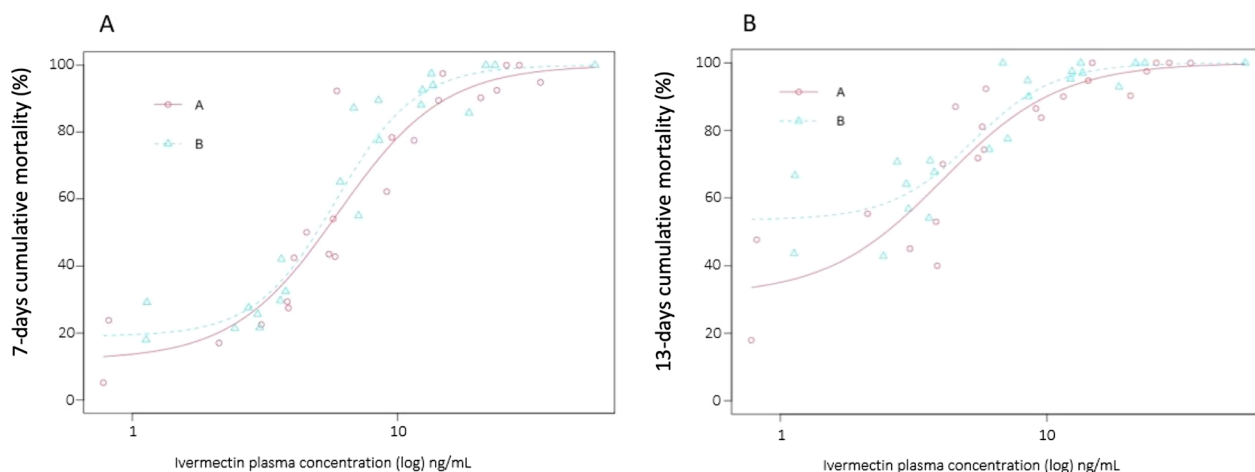 A
7-days cumulative mortality (%)
100
80
60
40
20
0
A
B
1
10
Ivermectin plasma concentration (log) ng/mL
B
13-days cumulative mortality (%)
100
80
60
40
20
0
A
B
1
10
Ivermectin plasma concentration (log) ng/mL